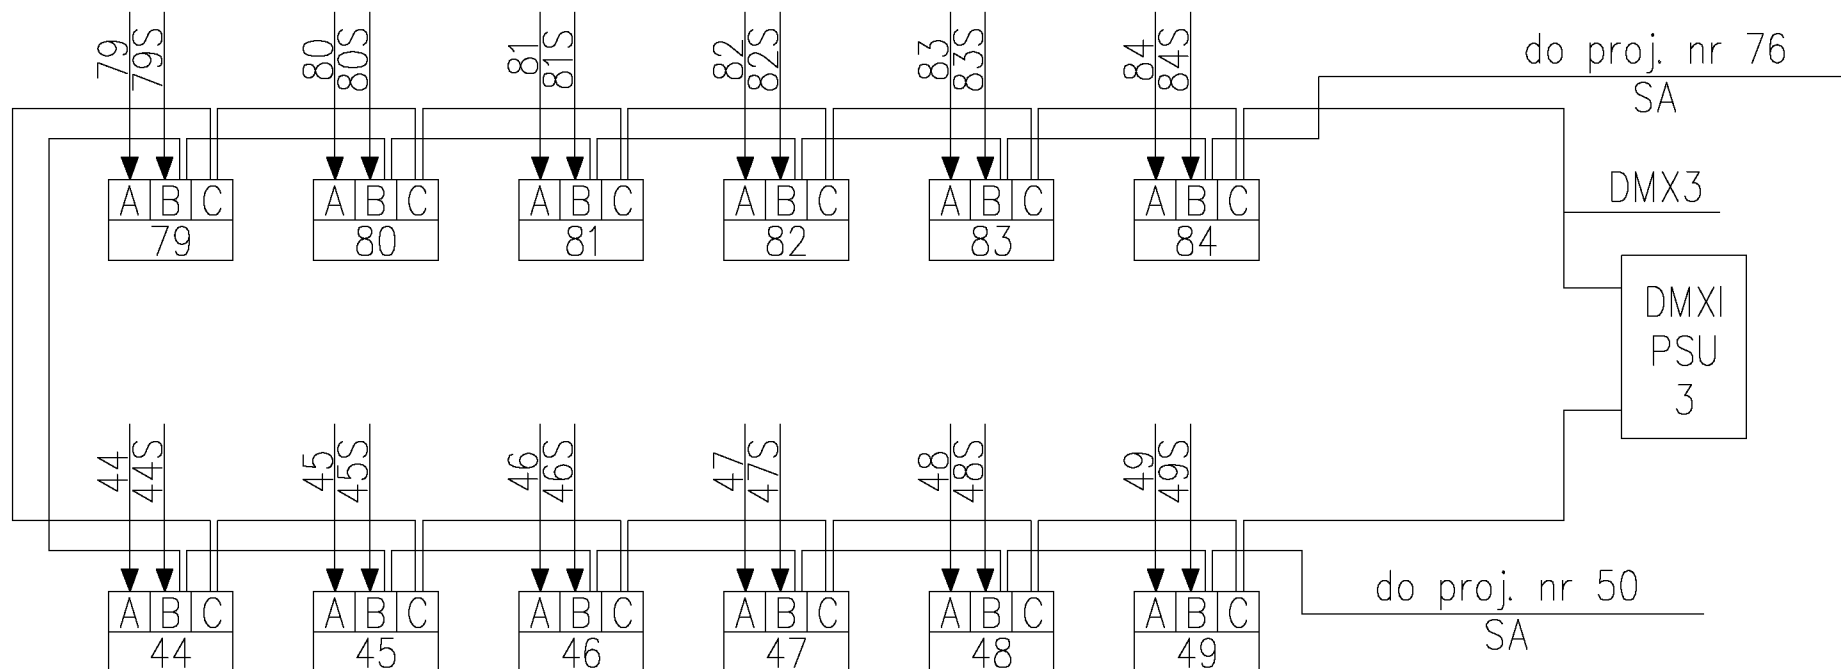 79 79S 80 80S 81 81S 82 82S 83 83S 84 84S
do proj. nr 76
SA
A B C A B C A B C A B C A B C A B C
79 80 81 82 83 84
DMX3
DMXI
PSU
3
44 44S 45 45S 46 46S 47 47S 48 48S 49 49S
do proj. nr 50
SA
A B C A B C A B C A B C A B C A B C
44 45 46 47 48 49